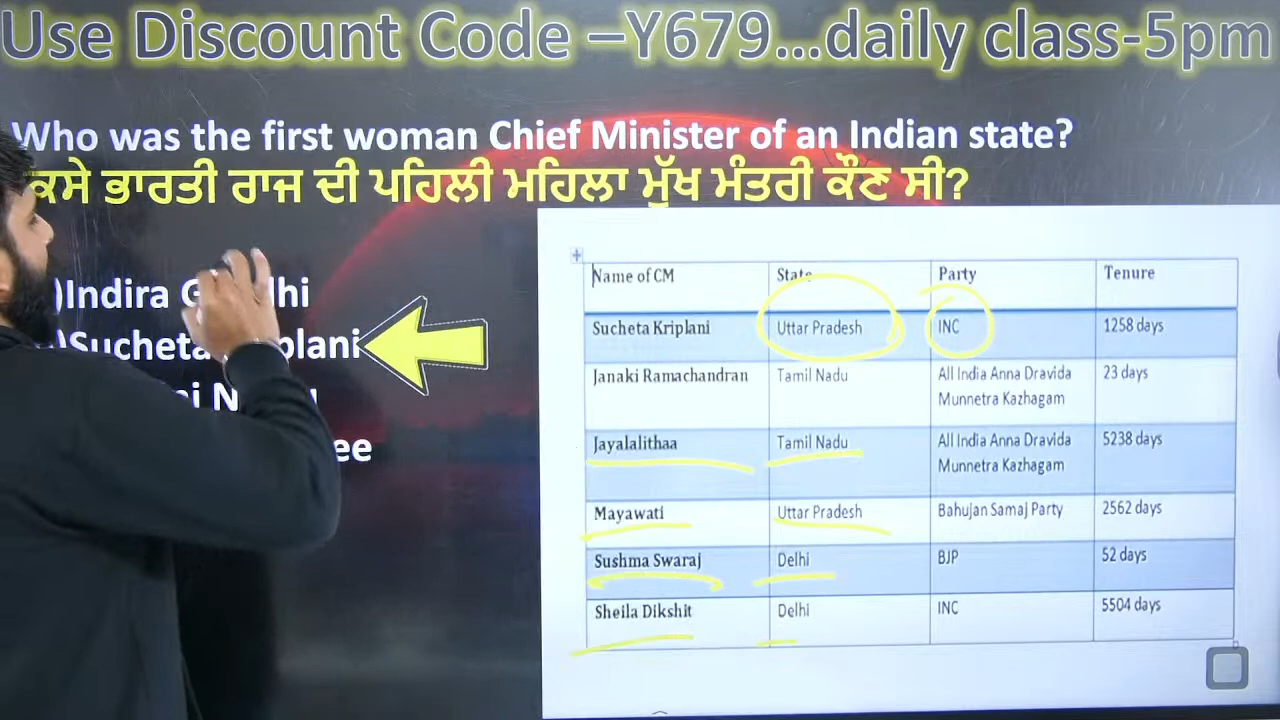 Use Discount Code –Y679...daily class-5pm
Who was the first woman Chief Minister of an Indian state?
ਕਿਸੇ ਭਾਰਤੀ ਰਾਜ ਦੀ ਪਹਿਲੀ ਮਹਿਲਾ ਮੁੱਖ ਮੰਤਰੀ ਕੌਣ ਸੀ?
)Indira
)Sucheta
Name of CM State Party Tenure
Sucheta Kriplani Uttar Pradesh INC 1258 days
Janaki Ramachandran Tamil Nadu All India Anna Dravida 23 days
Munnetra Kazhagam
Jayalalithaa Tamil Nadu All India Anna Dravida 5238 days
Munnetra Kazhagam
Mayawati Uttar Pradesh Bahujan Samaj Party 2562 days
Sushma Swaraj Delhi BJP 52 days
Sheila Dikshit Delhi INC 5504 days